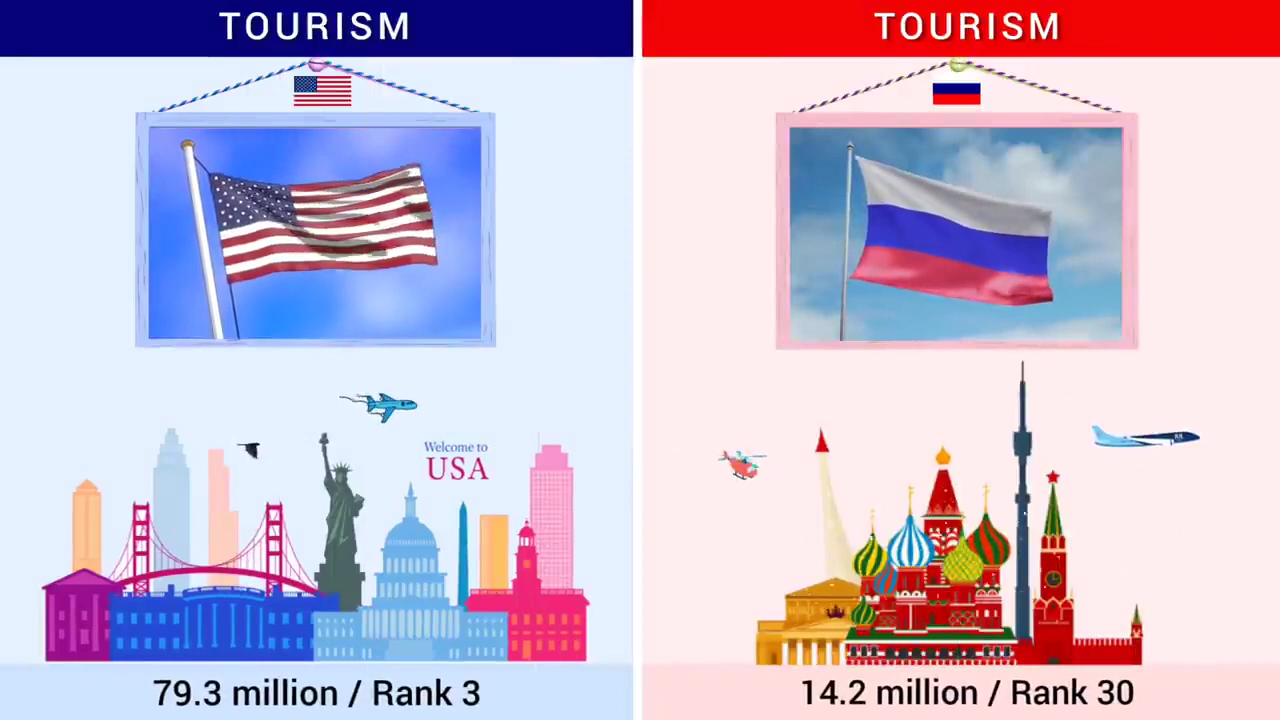 TOURISM
TOURISM
Welcome to
USA
79.3 million / Rank 3
14.2 million / Rank 30